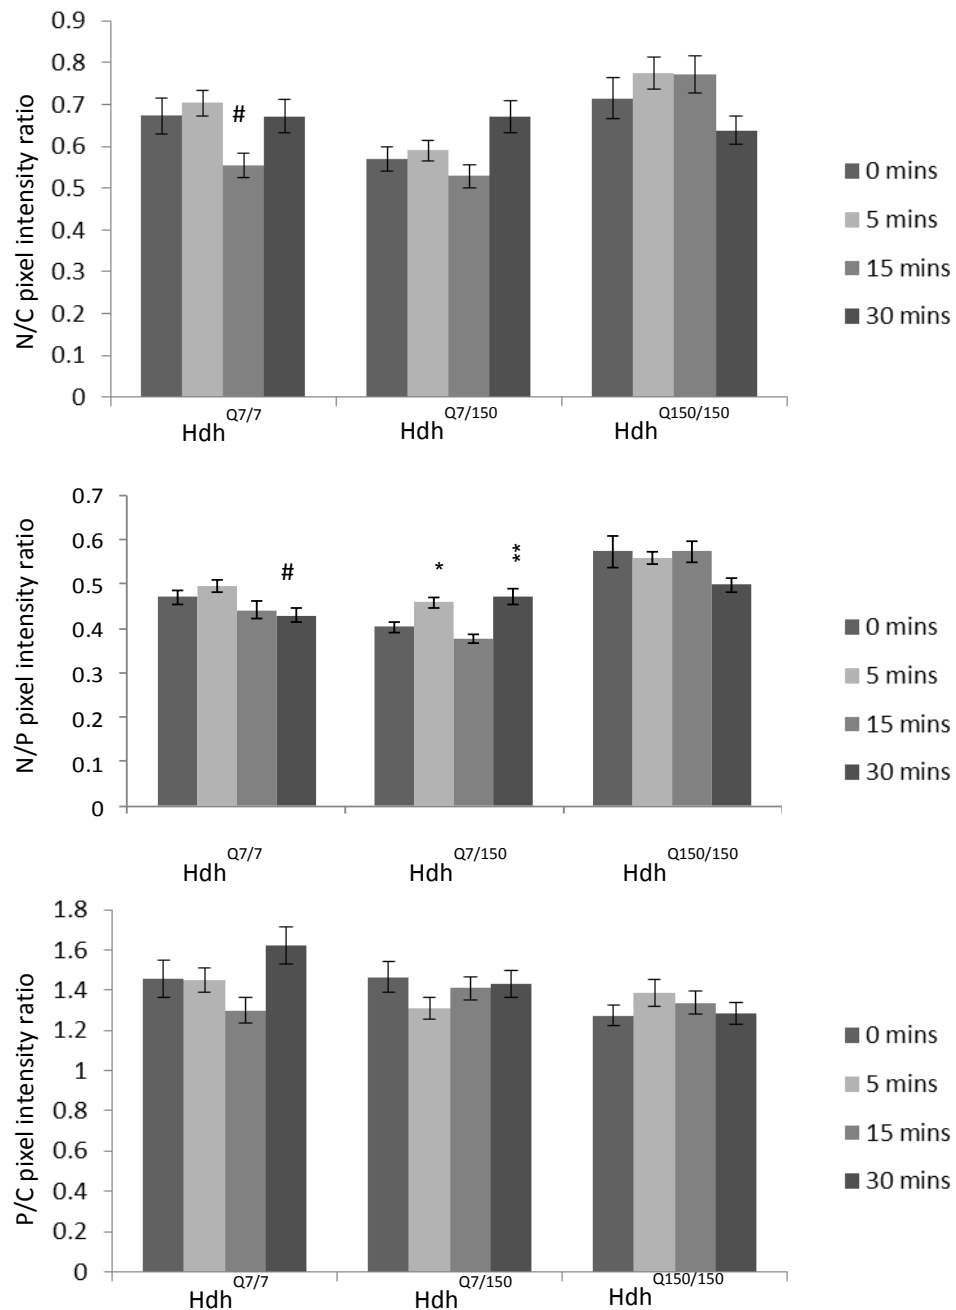 N/C pixel intensity ratio
0.9
0.8
0.7
0.6
0.5
0.4
0.3
0.2
0.1
0
#
Hdh Q7/7
Hdh Q7/150
Hdh Q150/150
0 mins
5 mins
15 mins
30 mins
N/P pixel intensity ratio
0.7
0.6
0.5
0.4
0.3
0.2
0.1
0
#
*
**
Hdh Q7/7
Hdh Q7/150
Hdh Q150/150
0 mins
5 mins
15 mins
30 mins
P/C pixel intensity ratio
1.8
1.6
1.4
1.2
1
0.8
0.6
0.4
0.2
0
Hdh Q7/7
Hdh Q7/150
Hdh Q150/150
0 mins
5 mins
15 mins
30 mins